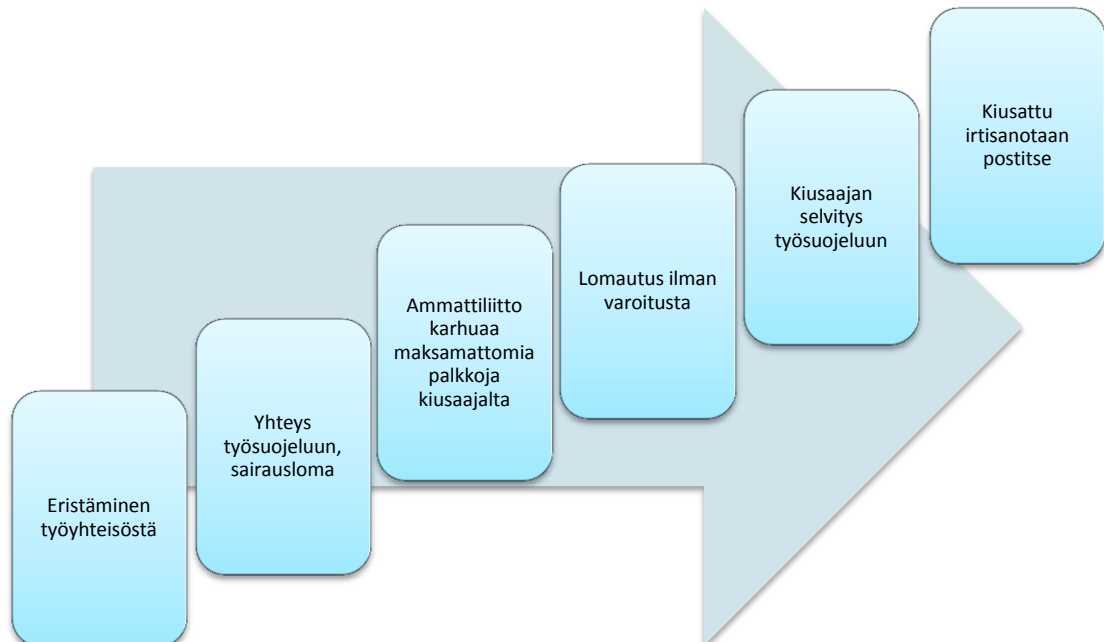 Eristäminen
työyhteisöstä
Yhteys
työsuojeluun,
sairausloma
Ammattiliitto
karhuaa
maksamattomia
palkkoja
kiusaajalta
Lomautus ilman
varoitusta
Kiusaajan
selvitys
työsuojeluun
Kiusattu
irtisanotaan
postitse